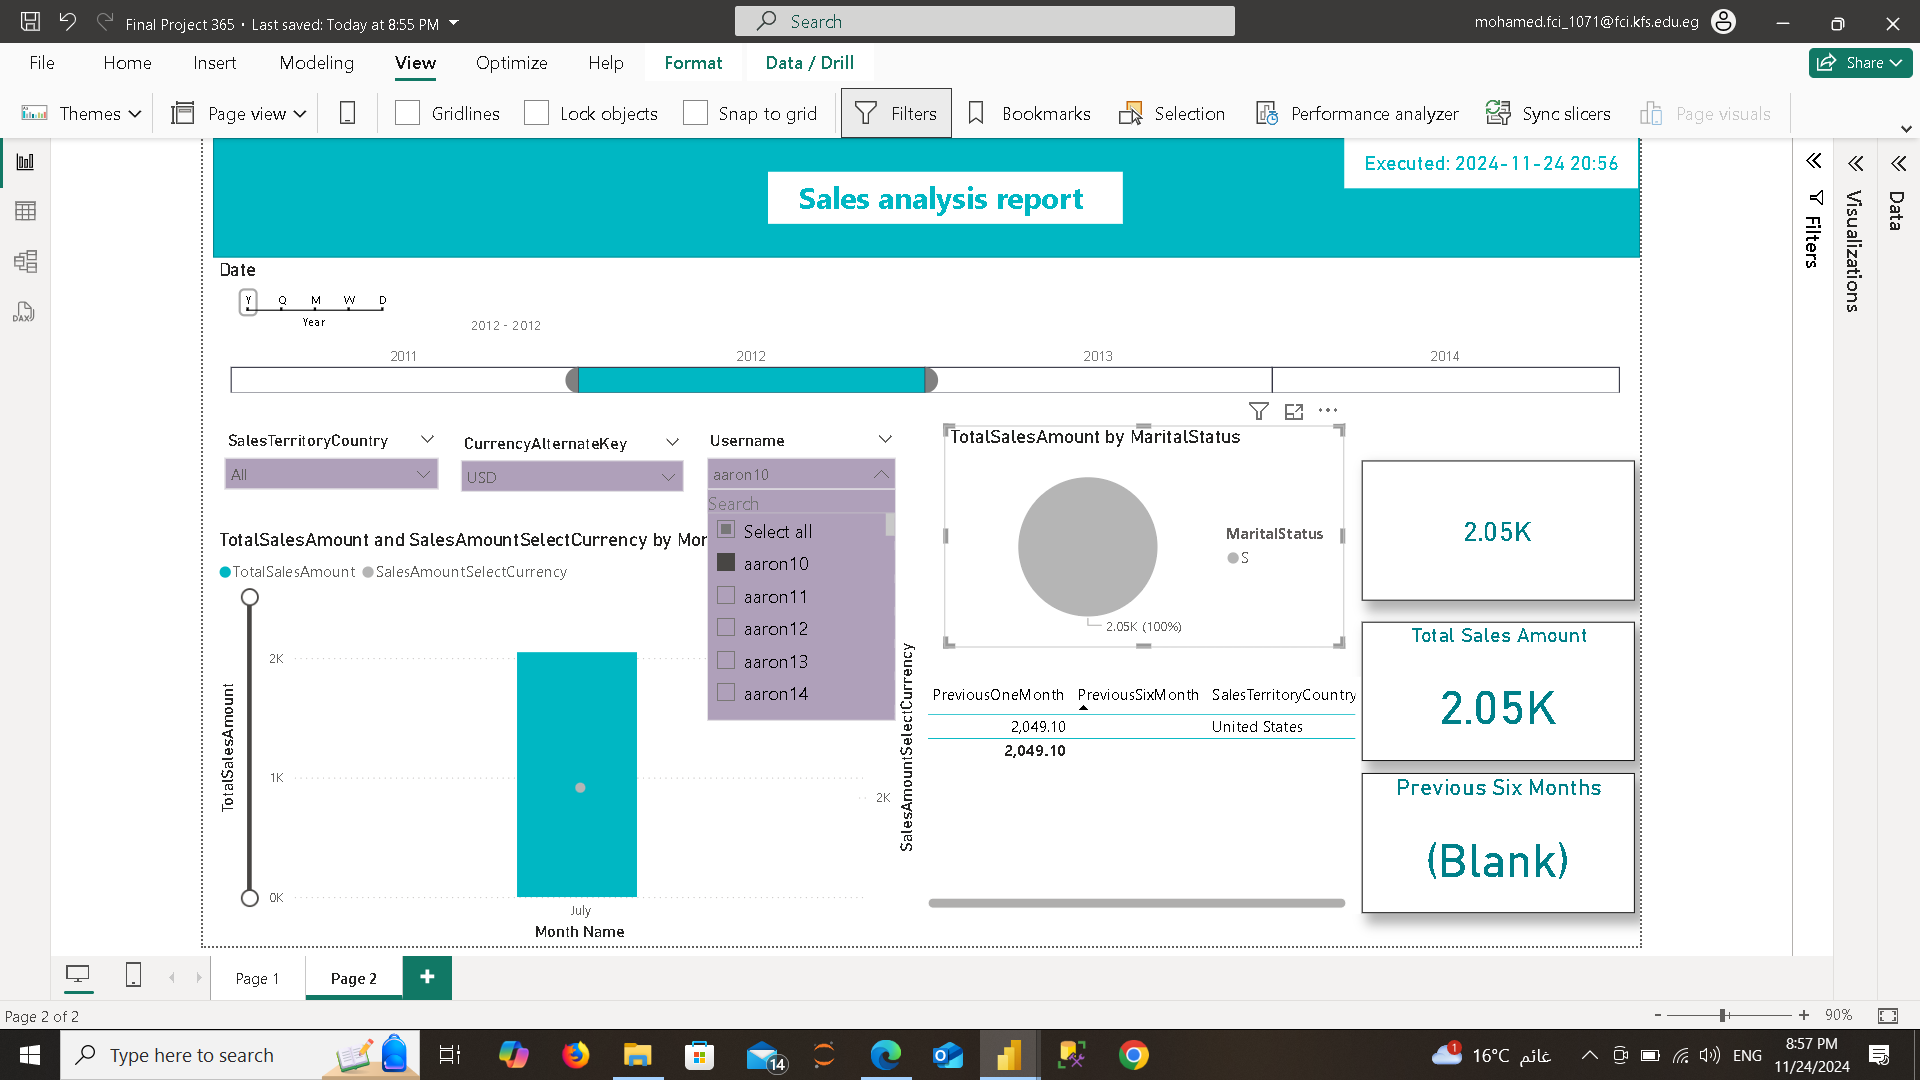 Final Project 365 • Last saved: Today at 8:55 PM
Search
mohamed.fci_1071@fci.kfs.edu.eg
File
Home
Insert
Modeling
View
Optimize
Help
Format
Data / Drill
Share
Themes
Page view
Gridlines
Lock objects
Snap to grid
Filters
Bookmarks
Selection
Performance analyzer
Sync slicers
Page visuals
DAX
Executed: 2024-11-24 20:56
Sales analysis report
Date
Y Q M W D
Year
2012 - 2012
2011
2012
2013
2014
SalesTerritoryCountry
All
CurrencyAlternateKey
USD
Username
aaron10
Search
Select all
aaron10
aaron11
aaron12
aaron13
aaron14
TotalSalesAmount and SalesAmountSelectCurrency by Mon
TotalSalesAmount
SalesAmountSelectCurrency
TotalSalesAmount
2K
1K
0K
July
Month Name
2K
SalesAmountSelectCurrency
TotalSalesAmount by MaritalStatus
MaritalStatus
S
2.05K (100%)
PreviousOneMonth
PreviousSixMonth
SalesTerritoryCountry
2,049.10
United States
2,049.10
2.05K
Total Sales Amount
2.05K
Previous Six Months
(Blank)
Filters
Visualizations
Data
Page 1
Page 2
+
Page 2 of 2
- + 90%
Type here to search
14
1
16°C غائم
ENG
8:57 PM
11/24/2024